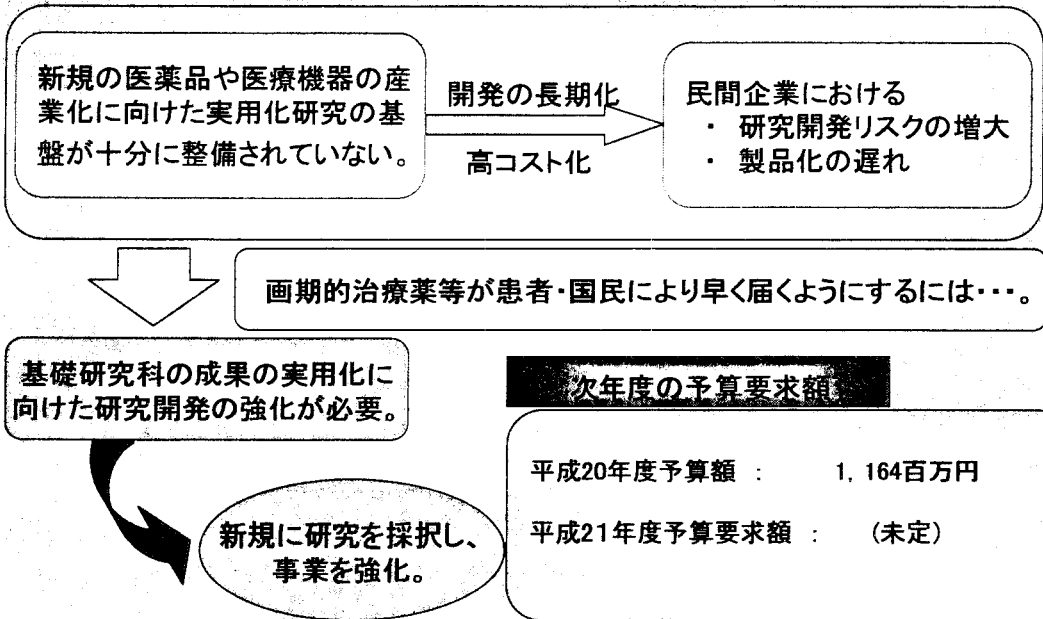 新規の医薬品や医療機器の産
業化に向けた実用化研究の基
盤が十分に整備されていない。
開発の長期化
高コスト化
民間企業における
・ 研究開発リスクの増大
・ 製品化の遅れ
画期的治療薬等が患者・国民により早く届くようにするには・・・。
基礎研究科の成果の実用化に
向けた研究開発の強化が必要。
新規に研究を採択し、
事業を強化。
次年度の予算要求額
平成20年度予算額 : 1, 164百万円
平成21年度予算要求額 : (未定)